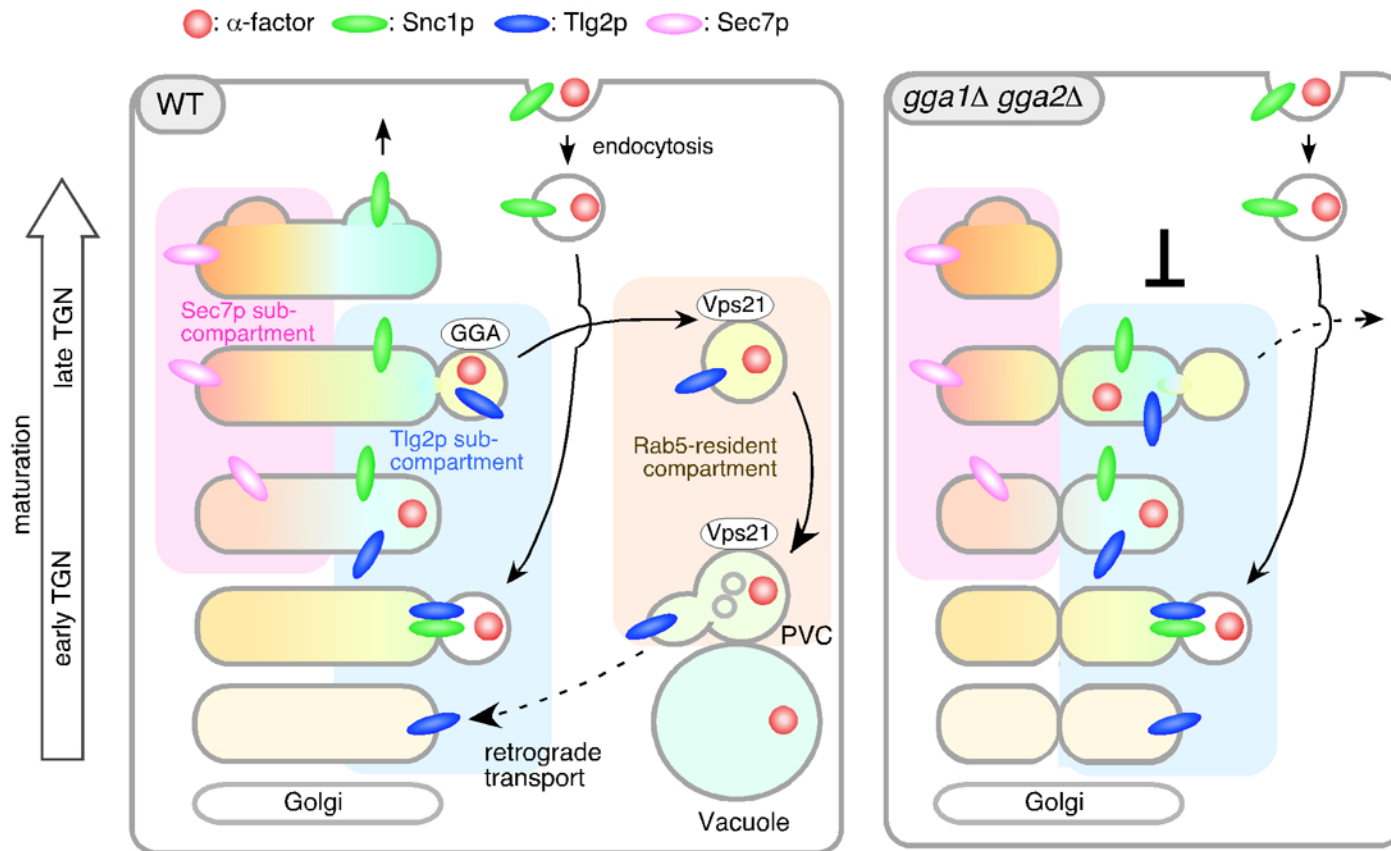 : α-factor : Snc1p : Tlg2p : Sec7p
WT
endocytosis
Sec7p sub-
compartment
GGA
Vps21
Tlg2p sub-
compartment
Rab5-resident
compartment
Vps21
PVC
retrograde
transport
Golgi
Vacuole
maturation
late TGN
early TGN
gga1Δ gga2Δ
Golgi